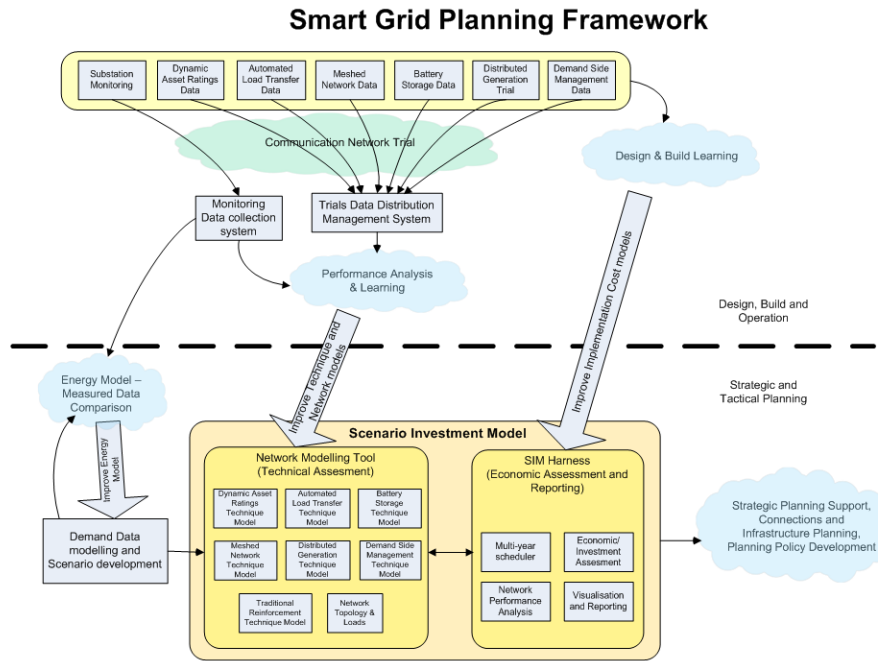 Smart Grid Planning Framework
Substation
Monitoring
Dynamic
Asset Ratings
Data
Automated
Load Transfer
Data
Meshed
Network Data
Battery
Storage Data
Distributed
Generation
Trial
Demand Side
Management
Data
Communication Network Trial
Design & Build Learning
Monitoring
Data collection
system
Trials Data Distribution
Management System
Performance Analysis
& Learning
Design, Build and
Operation
Improve Technique and
Network models
Improve Implementation Cost models
Energy Model –
Measured Data
Comparison
Strategic and
Tactical Planning
Improve Energy
Model
Scenario Investment Model
Network Modelling Tool
(Technical Assesment)
SIM Harness
(Economic Assessment and
Reporting)
Dynamic Asset
Ratings
Technique Model
Automated
Load Transfer
Technique Model
Battery
Storage
Technique Model
Meshed
Network
Technique Model
Distributed
Generation
Technique Model
Demand Side
Management
Technique Model
Traditional
Reinforcement
Technique Model
Network
Topology &
Loads
Multi-year
scheduler
Economic/
Investment
Assesment
Network
Performance
Analysis
Visualisation
and Reporting
Demand Data
modelling and
Scenario development
Strategic Planning Support,
Connections and
Infrastructure Planning,
Planning Policy Development